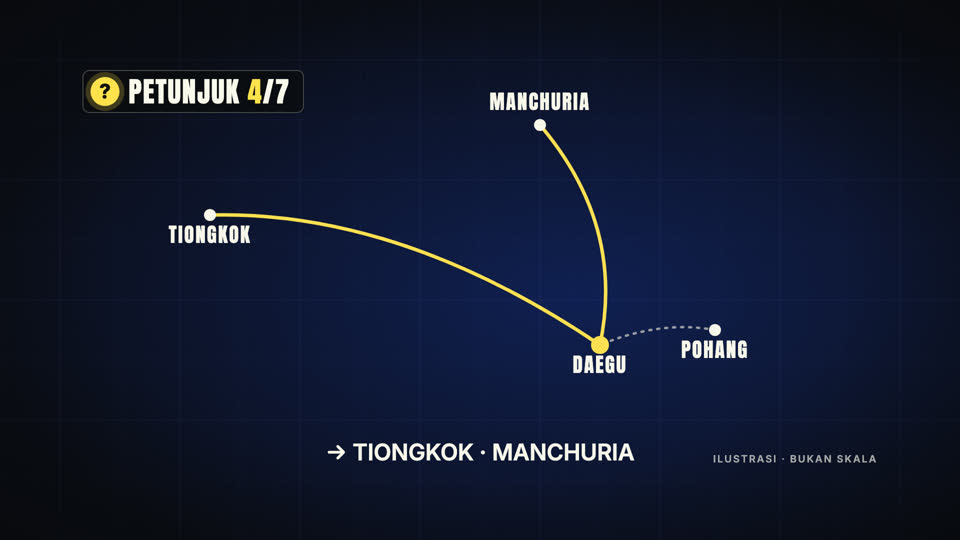 ? PETUNJUK 4/7
MANCHURIA
TIONGKOK
DAEGU
POHANG
→ TIONGKOK · MANCHURIA
ILUSTRASI · BUKAN SKALA